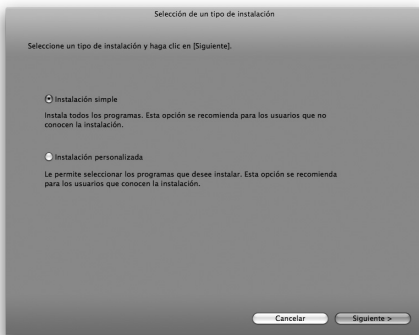 Selección de un tipo de instalación
Seleccione un tipo de instalación y haga clic en [Siguiente].
Instalación simple
Instala todos los programas. Esta opción se recomienda para los usuarios que no
conocen la instalación.
Instalación personalizada
Le permite seleccionar los programas que desee instalar. Esta opción se recomienda
para los usuarios que conocen la instalación.
Cancelar
Siguiente >